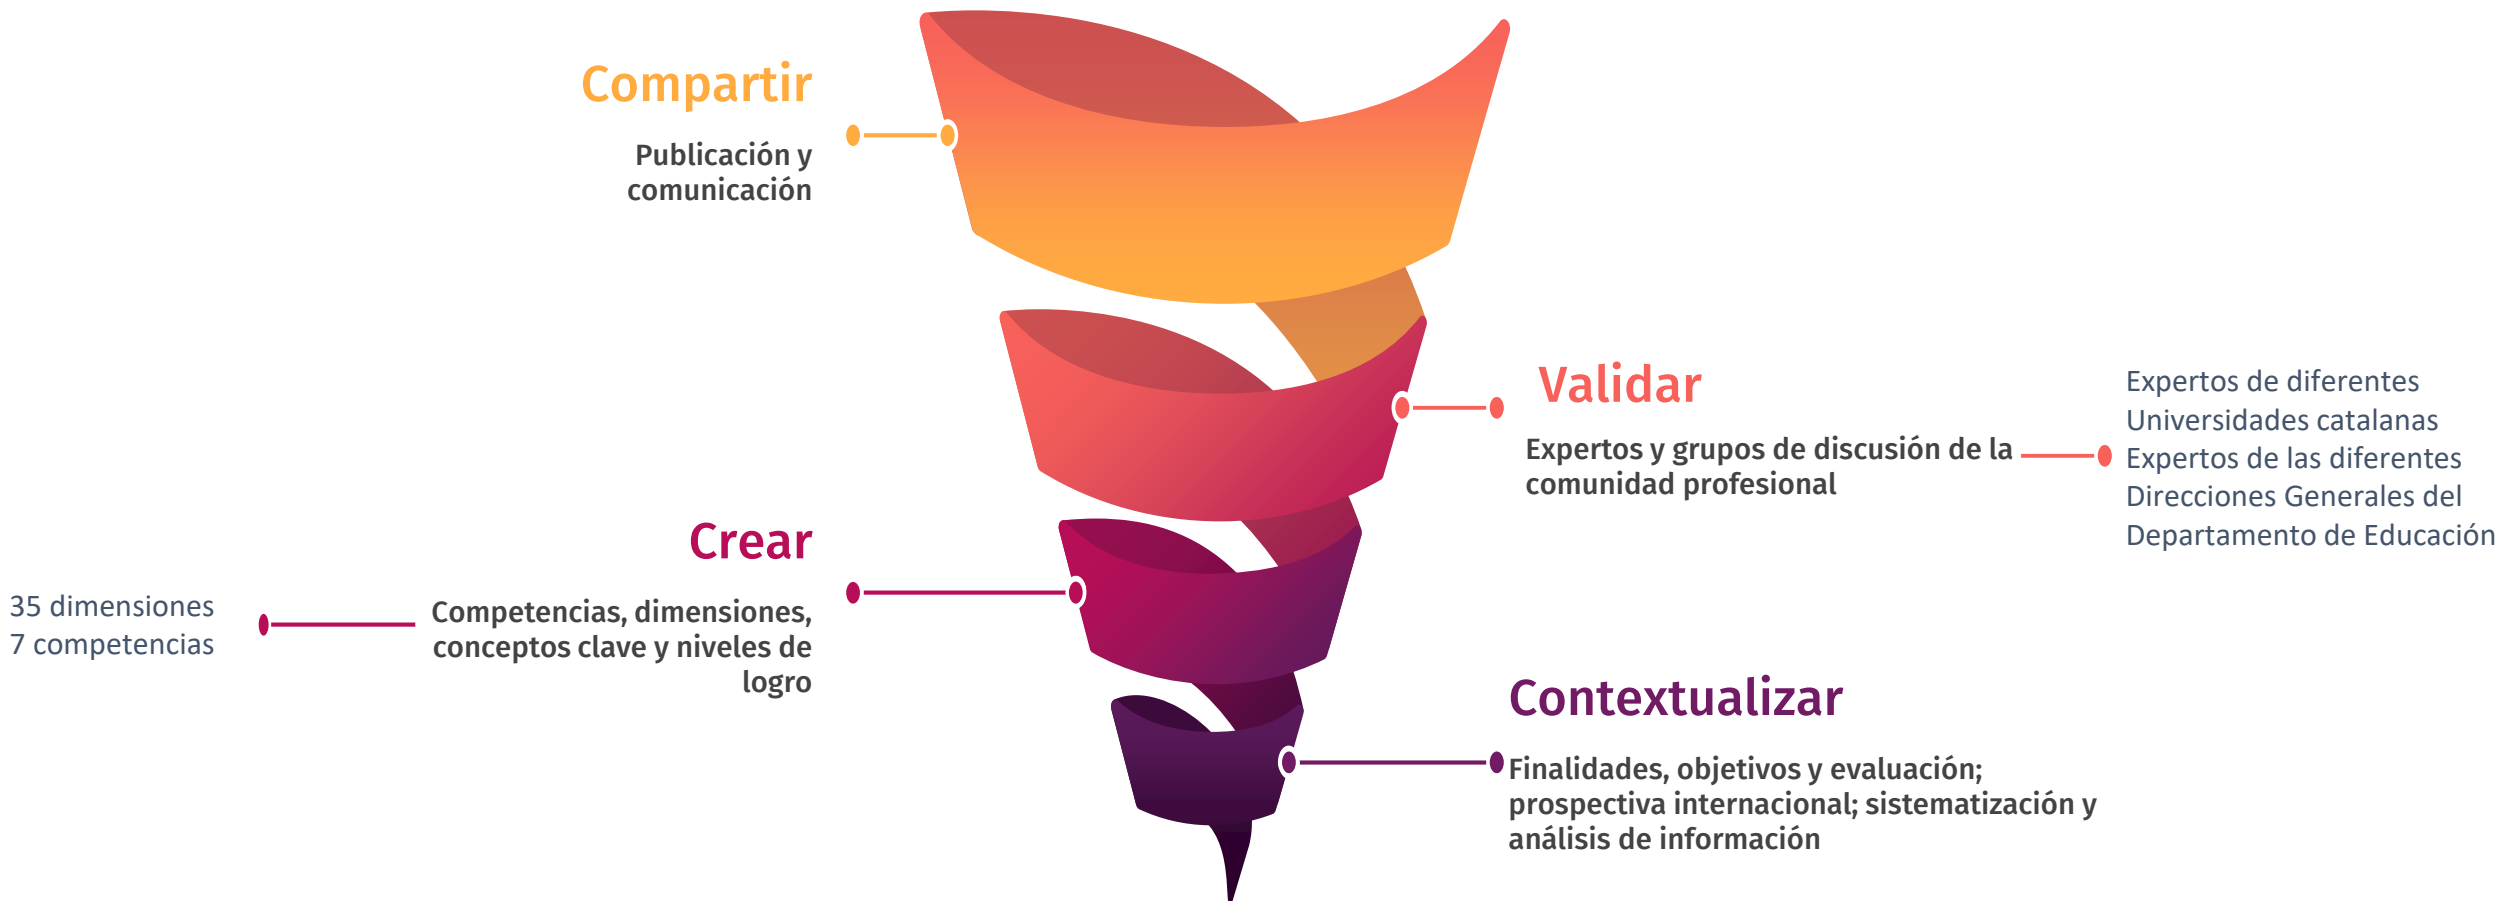 Compartir
Publicación y
comunicación
Validar
Expertos y grupos de discusión de la
comunidad profesional
Expertos de diferentes
Universidades catalanas
Expertos de las diferentes
Direcciones Generales del
Departamento de Educación
Crear
Competencias, dimensiones,
conceptos clave y niveles de
logro
35 dimensiones
7 competencias
Contextualizar
Finalidades, objetivos y evaluación;
prospectiva internacional; sistematización y
análisis de información